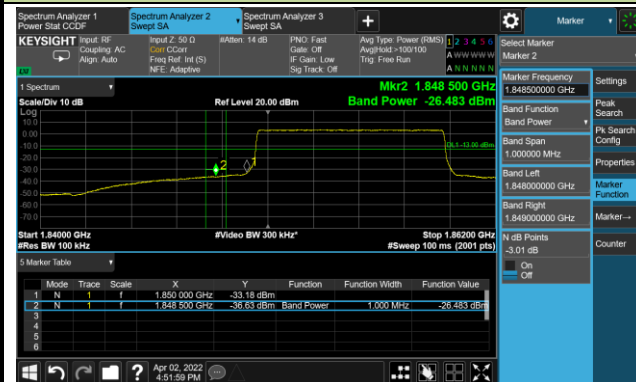 Spectrum Analyzer 1
Power Stat CCDF
Spectrum Analyzer 2
Swept SA
Spectrum Analyzer 3
Swept SA
+
Marker
KEYSIGHT
Input: RF
Coupling: AC
Align: Auto
Input Z: 50 Ω
Corr CCorr
Freq Ref: Int (S)
NFE: Adaptive
#Atten: 14 dB
PNO: Fast
Gate: Off
IF Gain: Low
Sig Track: Off
Avg Type: Power (RMS)
Avg|Hold:>100/100
Trig: Free Run
1 2 3 4 5 6
A W W W W W
A N N N N N
Select Marker
Marker 2
1 Spectrum
Scale/Div 10 dB
Ref Level 20.00 dBm
Mkr2 1.848 500 GHz
Band Power -26.483 dBm
Log
10.0
0.00
-10.0
-20.0
-30.0
-40.0
-50.0
-60.0
-70.0
DL1 -13.00 dBm
2
1
Start 1.84000 GHz
#Res BW 100 kHz
#Video BW 300 kHz*
Stop 1.86200 GHz
#Sweep 100 ms (2001 pts)
5 Marker Table
Mode Trace Scale X Y Function Function Width Function Value
1 N 1 f 1.850 000 GHz -33.18 dBm
2 N 1 f 1.848 500 GHz -36.63 dBm Band Power 1.000 MHz -26.483 dBm
3
4
5
6
Marker Frequency
1.848500000 GHz
Band Function
Band Power
Band Span
1.000000 MHz
Band Left
1.848000000 GHz
Band Right
1.849000000 GHz
N dB Points
-3.01 dB
On
Off
Settings
Peak
Search
Pk Search
Config
Properties
Marker
Function
Marker→
Counter
?
Apr 02, 2022
4:51:59 PM